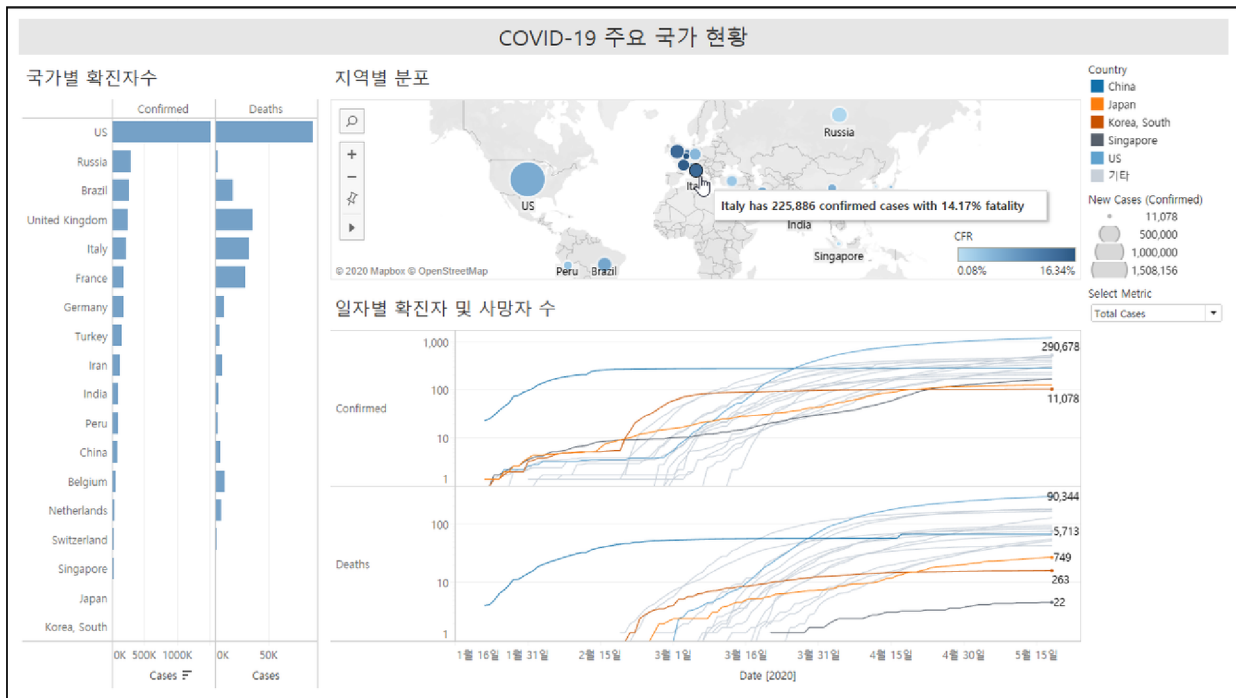 COVID-19 주요 국가 현황
국가별 확진자수
Confirmed
Deaths
US
Russia
Brazil
United Kingdom
Italy
France
Germany
Turkey
Iran
India
Peru
China
Belgium
Netherlands
Switzerland
Singapore
Japan
Korea, South
0K 500K 1000K
0K 50K
Cases
Cases
지역별 분포
Russia
US
Italy has 225,886 confirmed cases with 14.17% fatality
India
Singapore
Peru
Brazil
© 2020 Mapbox © OpenStreetMap
CFR
0.08% 16.34%
일자별 확진자 및 사망자 수
Confirmed
1,000
100
10
1
290,678
11,078
Deaths
100
10
1
90,344
5,713
749
263
22
1월 16일 1월 31일 2월 15일 3월 1일 3월 16일 3월 31일 4월 15일 4월 30일 5월 15일
Date [2020]
Country
China
Japan
Korea, South
Singapore
US
기타
New Cases (Confirmed)
11,078
500,000
1,000,000
1,508,156
Select Metric
Total Cases